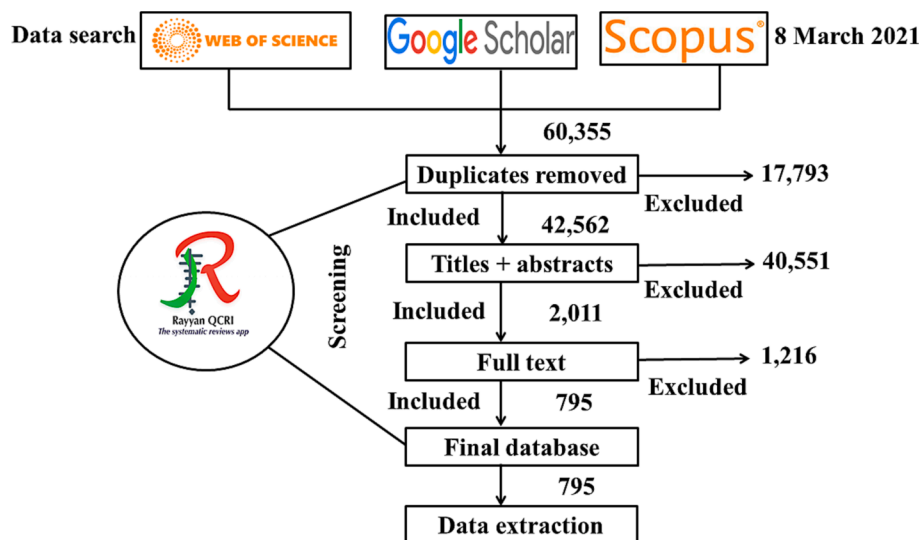 Data search
WEB OF SCIENCE
Google Scholar
Scopus®
8 March 2021
60,355
Duplicates removed
17,793
Excluded
Included
42,562
Titles + abstracts
40,551
Excluded
Included
2,011
Full text
1,216
Excluded
Included
795
Final database
795
Data extraction
Screening
R
Rayyan QCRI
The systematic reviews app